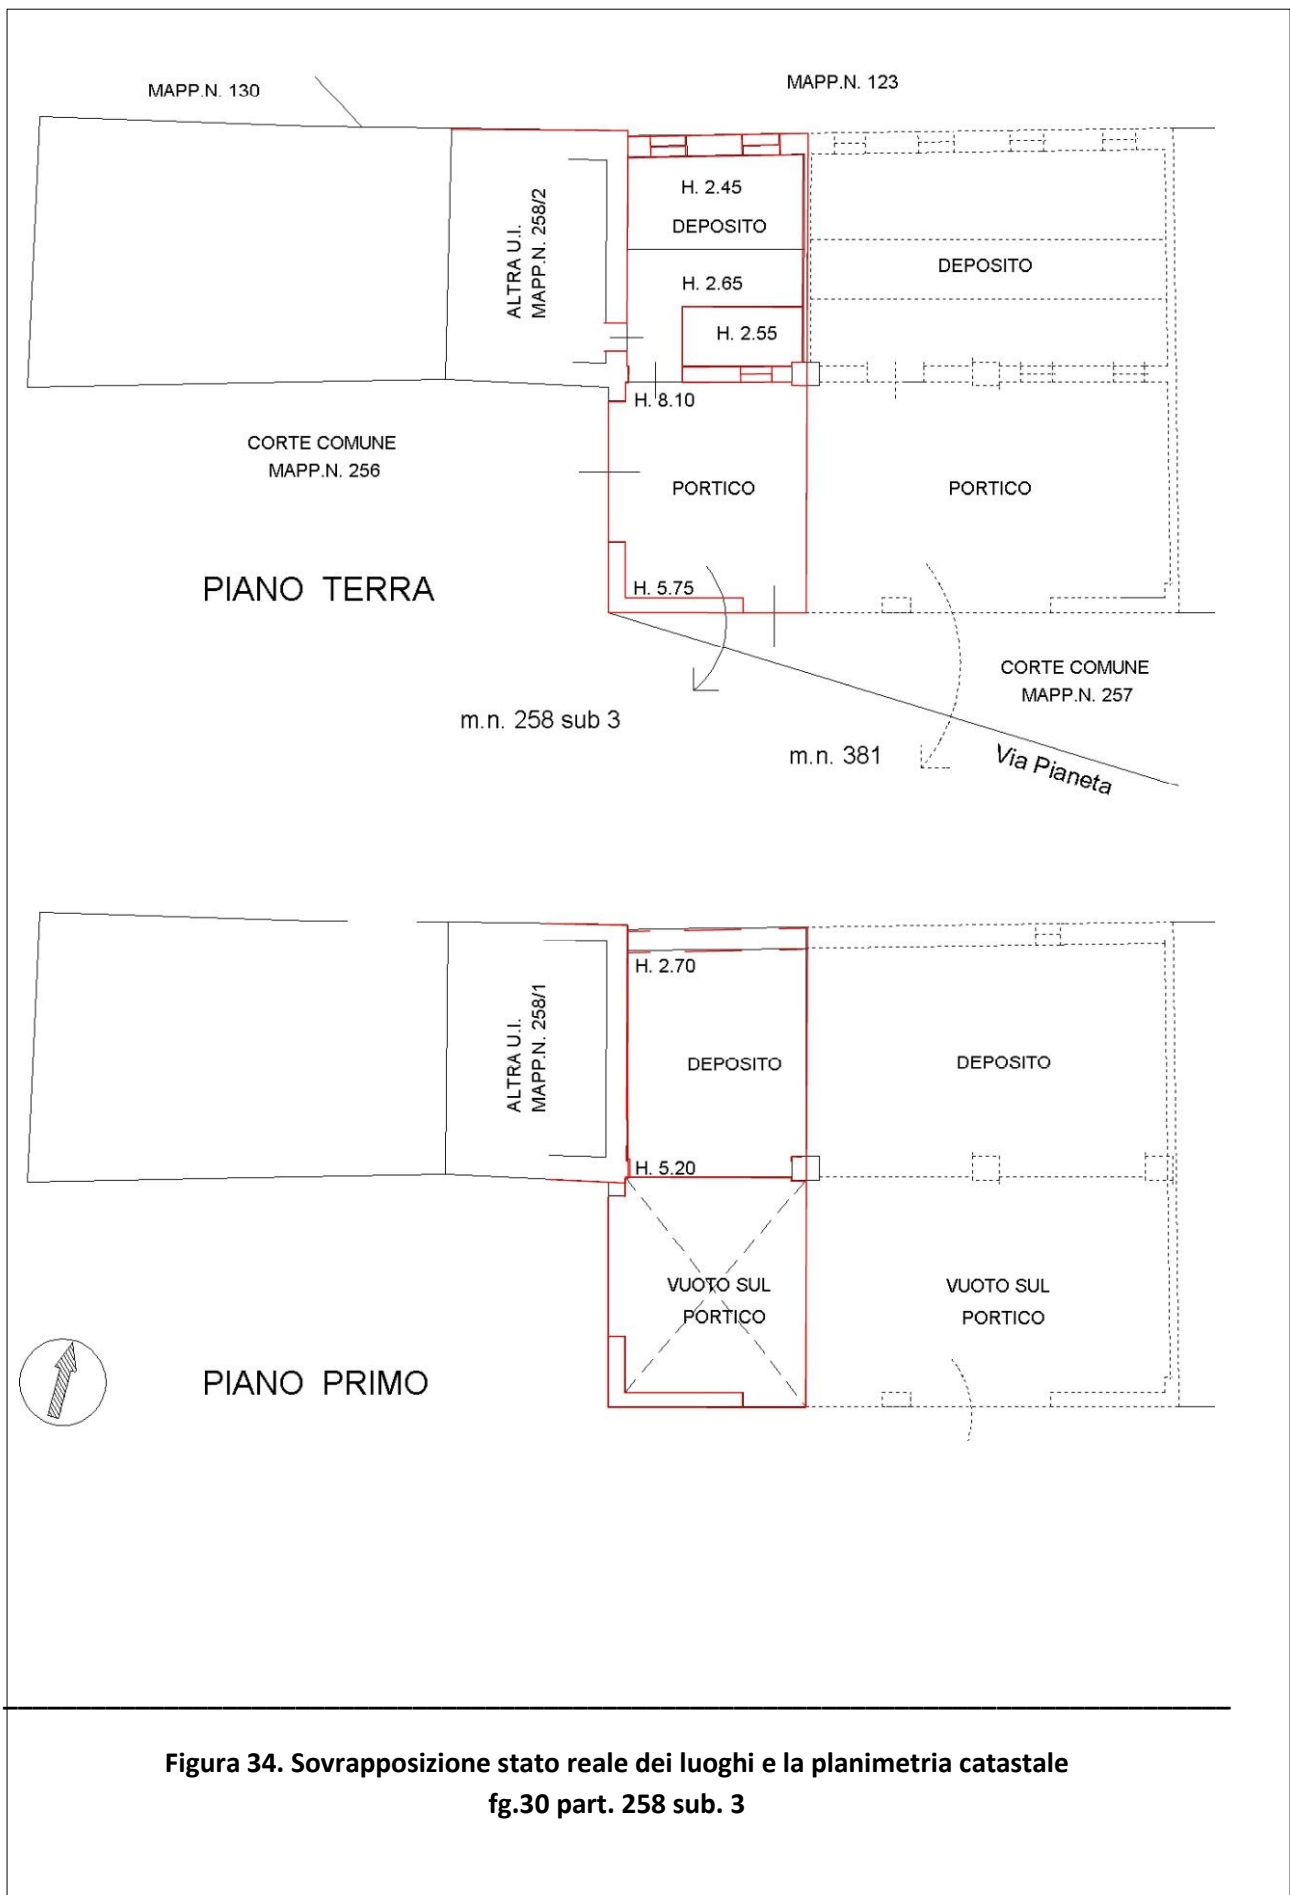 MAPP.N. 130
MAPP.N. 123
ALTRA U.I.
MAPP.N. 258/2
H. 2.45
DEPOSITO
H. 2.65
H. 2.55
DEPOSITO
H. 8.10
CORTE COMUNE
MAPP.N. 256
PORTICO
PORTICO
PIANO TERRA
H. 5.75
CORTE COMUNE
MAPP.N. 257
m.n. 258 sub 3
m.n. 381
Via Pianeta
ALTRA U.I.
MAPP.N. 258/1
H. 2.70
DEPOSITO
DEPOSITO
H. 5.20
VUOTO SUL
PORTICO
VUOTO SUL
PORTICO
PIANO PRIMO
Figura 34. Sovrapposizione stato reale dei luoghi e la planimetria catastale
fg.30 part. 258 sub. 3